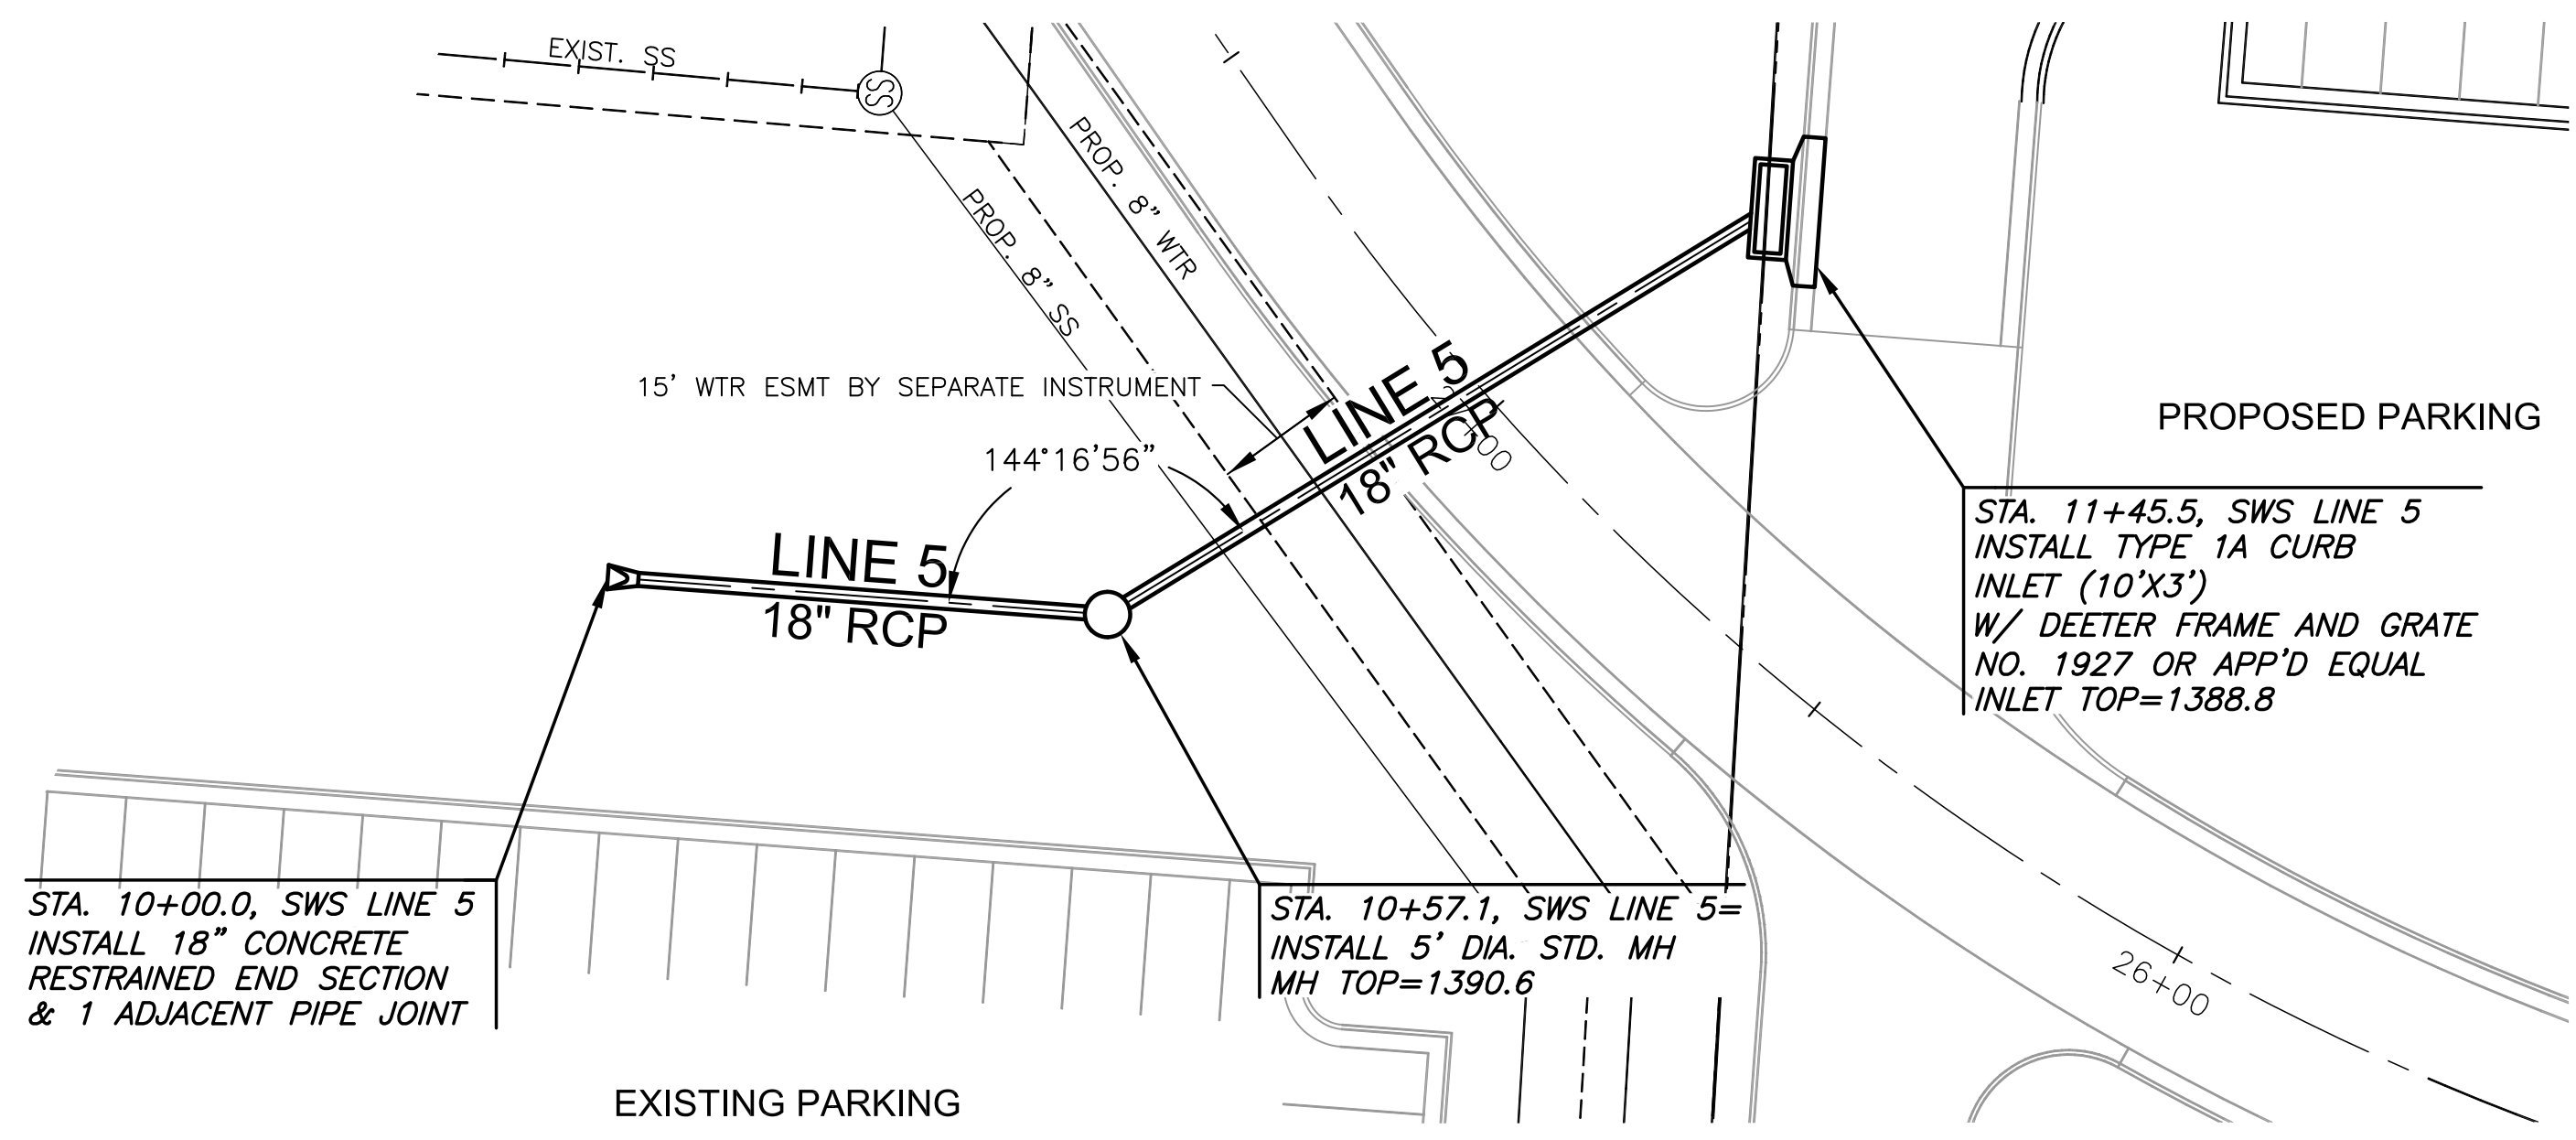 EXIST. SS
SS
PROP. 8" WTR
PROP. 8" SS
15' WTR ESMT BY SEPARATE INSTRUMENT
LINE 5
18" RCP
144°16'56"
PROPOSED PARKING
LINE 5
18" RCP
STA. 11+45.5, SWS LINE 5
INSTALL TYPE 1A CURB
INLET (10'X3')
W/ DEETER FRAME AND GRATE
NO. 1927 OR APP'D EQUAL
INLET TOP=1388.8
STA. 10+00.0, SWS LINE 5
INSTALL 18" CONCRETE
RESTRAINED END SECTION
& 1 ADJACENT PIPE JOINT
STA. 10+57.1, SWS LINE 5=
INSTALL 5' DIA. STD. MH
MH TOP=1390.6
26+00
EXISTING PARKING